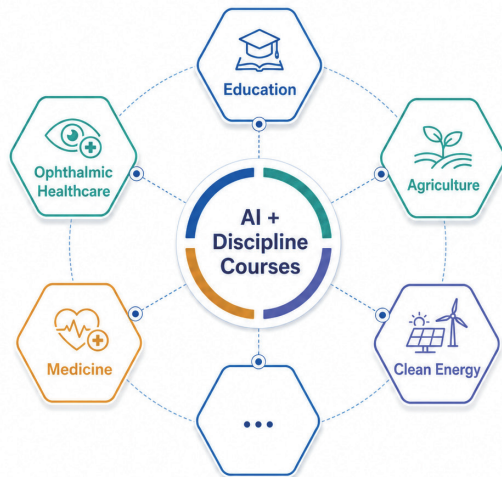 Education
Ophthalmic
Healthcare
Agriculture
AI +
Discipline
Courses
Medicine
Clean Energy
...